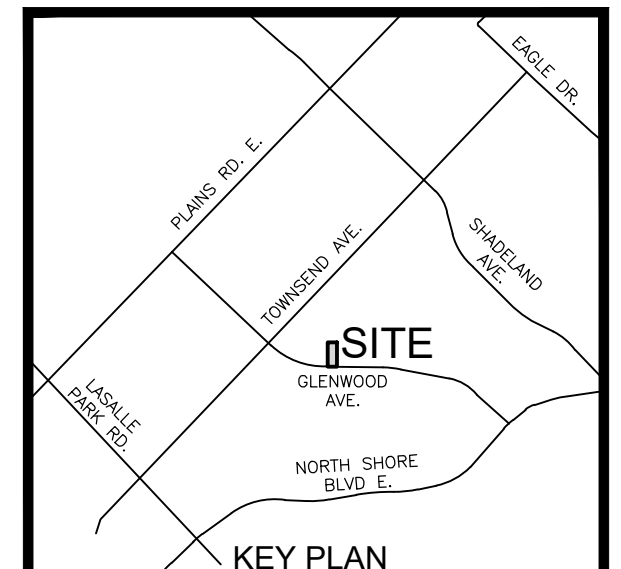 EAGLE DR.
PLAINS RD. E.
SHADELAND
AVE.
TOWNSEND AVE.
SITE
GLENWOOD
AVE.
LASALLE
PARK RD.
NORTH SHORE
BLVD E.
KEY PLAN